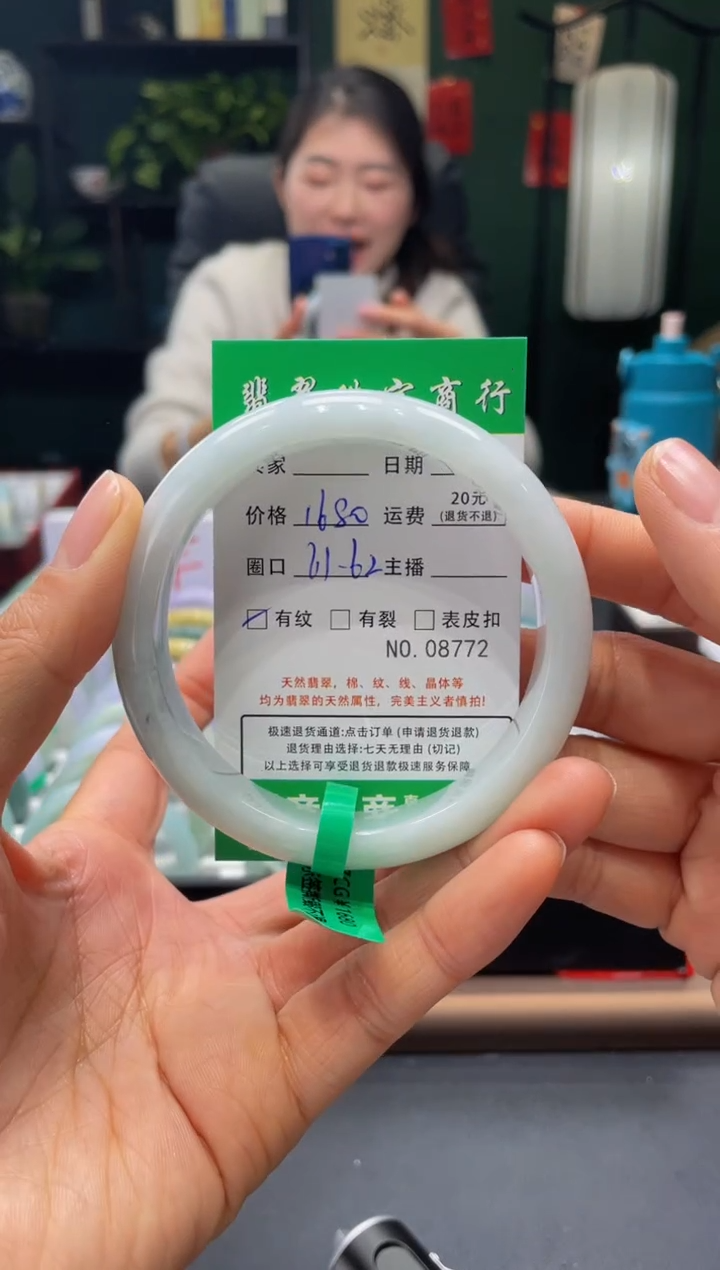 翡翠 商行
家 日期
价格 1680 运费 20元 (退货不退)
圈口 61-62 主播
有纹 有裂 表皮扣
NO. 08772
天然翡翠，棉、纹、线、晶体等
均为翡翠的天然属性，完美主义者慎拍!
极速退货通道:点击订单 (申请退货退款)
退货理由选择:七天无理由 (切记)
以上选择可享受退货退款极速服务保障